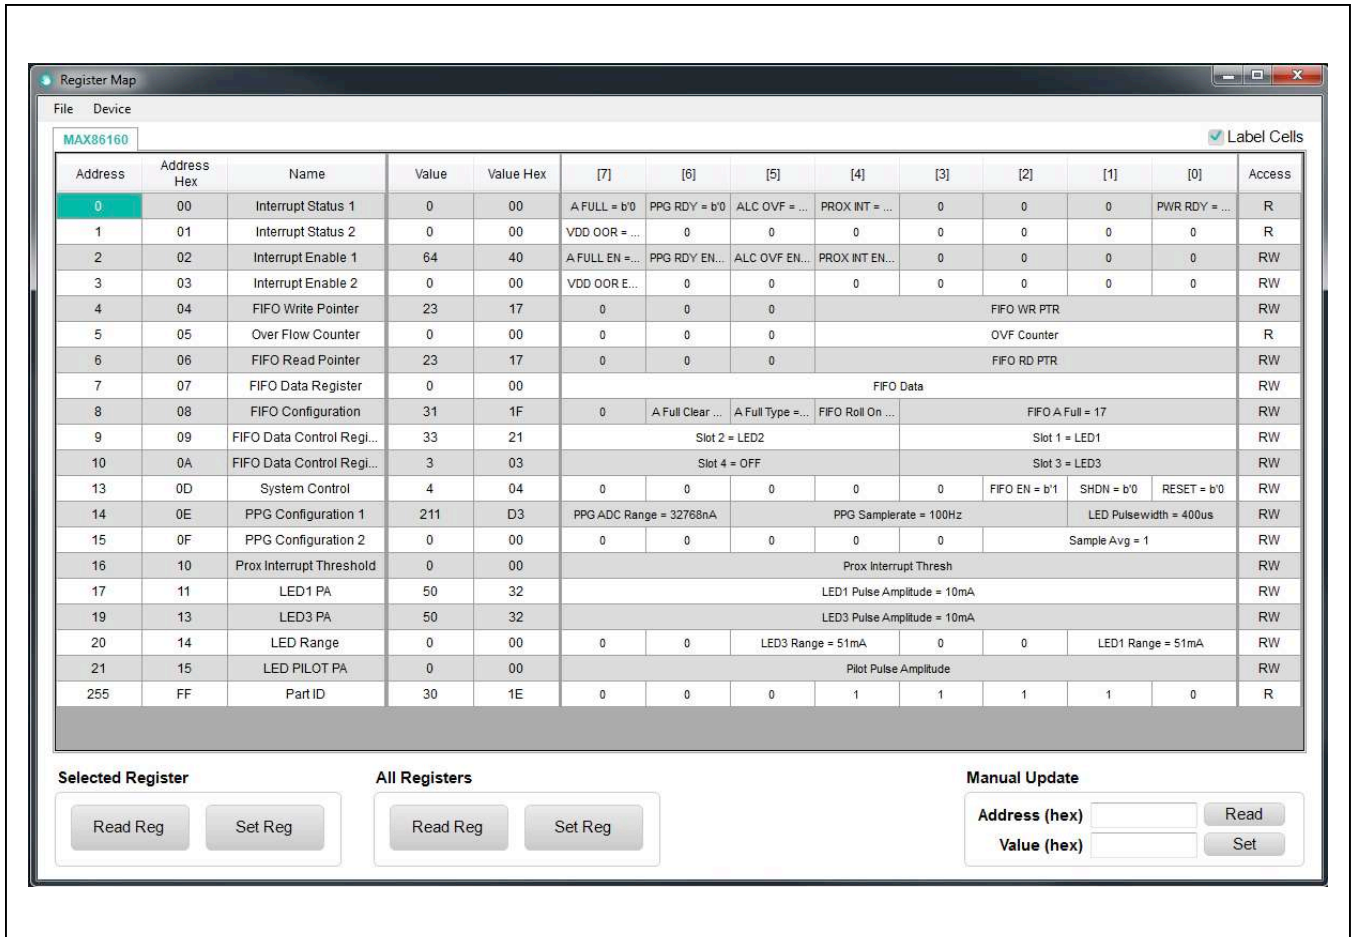 Register Map
File Device
MAX86160
Label Cells
Address Address Hex Name Value Value Hex [7] [6] [5] [4] [3] [2] [1] [0] Access
0 00 Interrupt Status 1 0 00 A FULL = b'0 PPG RDY = b'0 ALC OVF = ... PROX INT = ... 0 0 0 PWR RDY = ... R
1 01 Interrupt Status 2 0 00 VDD OOR = ... 0 0 0 0 0 0 0 R
2 02 Interrupt Enable 1 64 40 A FULL EN =... PPG RDY EN... ALC OVF EN... PROX INT EN... 0 0 0 0 RW
3 03 Interrupt Enable 2 0 00 VDD OOR E... 0 0 0 0 0 0 0 RW
4 04 FIFO Write Pointer 23 17 0 0 0 FIFO WR PTR RW
5 05 Over Flow Counter 0 00 0 0 0 OVF Counter R
6 06 FIFO Read Pointer 23 17 0 0 0 FIFO RD PTR RW
7 07 FIFO Data Register 0 00 FIFO Data RW
8 08 FIFO Configuration 31 1F 0 A Full Clear ... A Full Type =... FIFO Roll On ... FIFO A Full = 17 RW
9 09 FIFO Data Control Regi... 33 21 Slot 2 = LED2 Slot 1 = LED1 RW
10 0A FIFO Data Control Regi... 3 03 Slot 4 = OFF Slot 3 = LED3 RW
13 0D System Control 4 04 0 0 0 0 0 FIFO EN = b'1 SHDN = b'0 RESET = b'0 RW
14 0E PPG Configuration 1 211 D3 PPG ADC Range = 32768nA PPG Samplerate = 100Hz LED Pulsewidth = 400us RW
15 0F PPG Configuration 2 0 00 0 0 0 0 0 Sample Avg = 1 RW
16 10 Prox Interrupt Threshold 0 00 Prox Interrupt Thresh RW
17 11 LED1 PA 50 32 LED1 Pulse Amplitude = 10mA RW
19 13 LED3 PA 50 32 LED3 Pulse Amplitude = 10mA RW
20 14 LED Range 0 00 0 0 LED3 Range = 51mA 0 0 LED1 Range = 51mA RW
21 15 LED PILOT PA 0 00 Pilot Pulse Amplitude RW
255 FF Part ID 30 1E 0 0 0 1 1 1 1 0 R
Selected Register All Registers Manual Update
Read Reg Set Reg Read Reg Set Reg
Address (hex) Read
Value (hex) Set